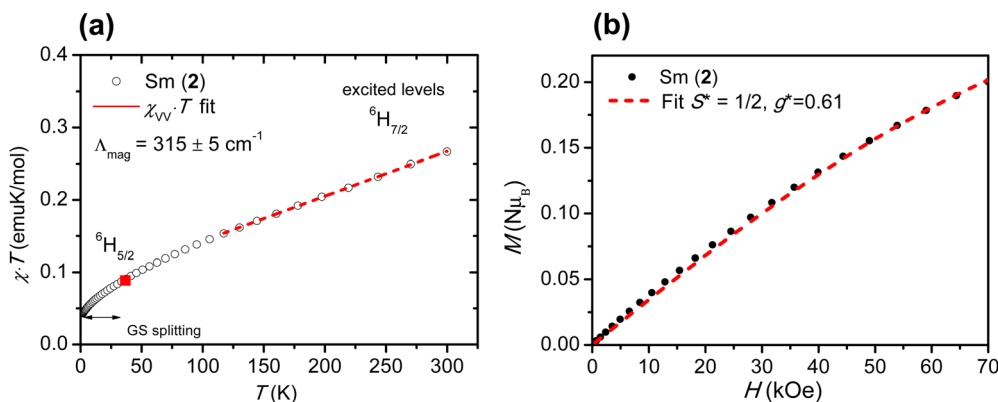 (a)
0.4
0.3
0.2
0.1
0.0
χ·T (emuK/mol)
Sm (2)
χVV·T fit
Λmag = 315 ± 5 cm-1
excited levels
6H7/2
6H5/2
GS splitting
0 50 100 150 200 250 300
T (K)
(b)
0.20
0.15
0.10
0.05
0.00
M (NμB)
Sm (2)
Fit S* = 1/2, g*=0.61
0 10 20 30 40 50 60 70
H (kOe)